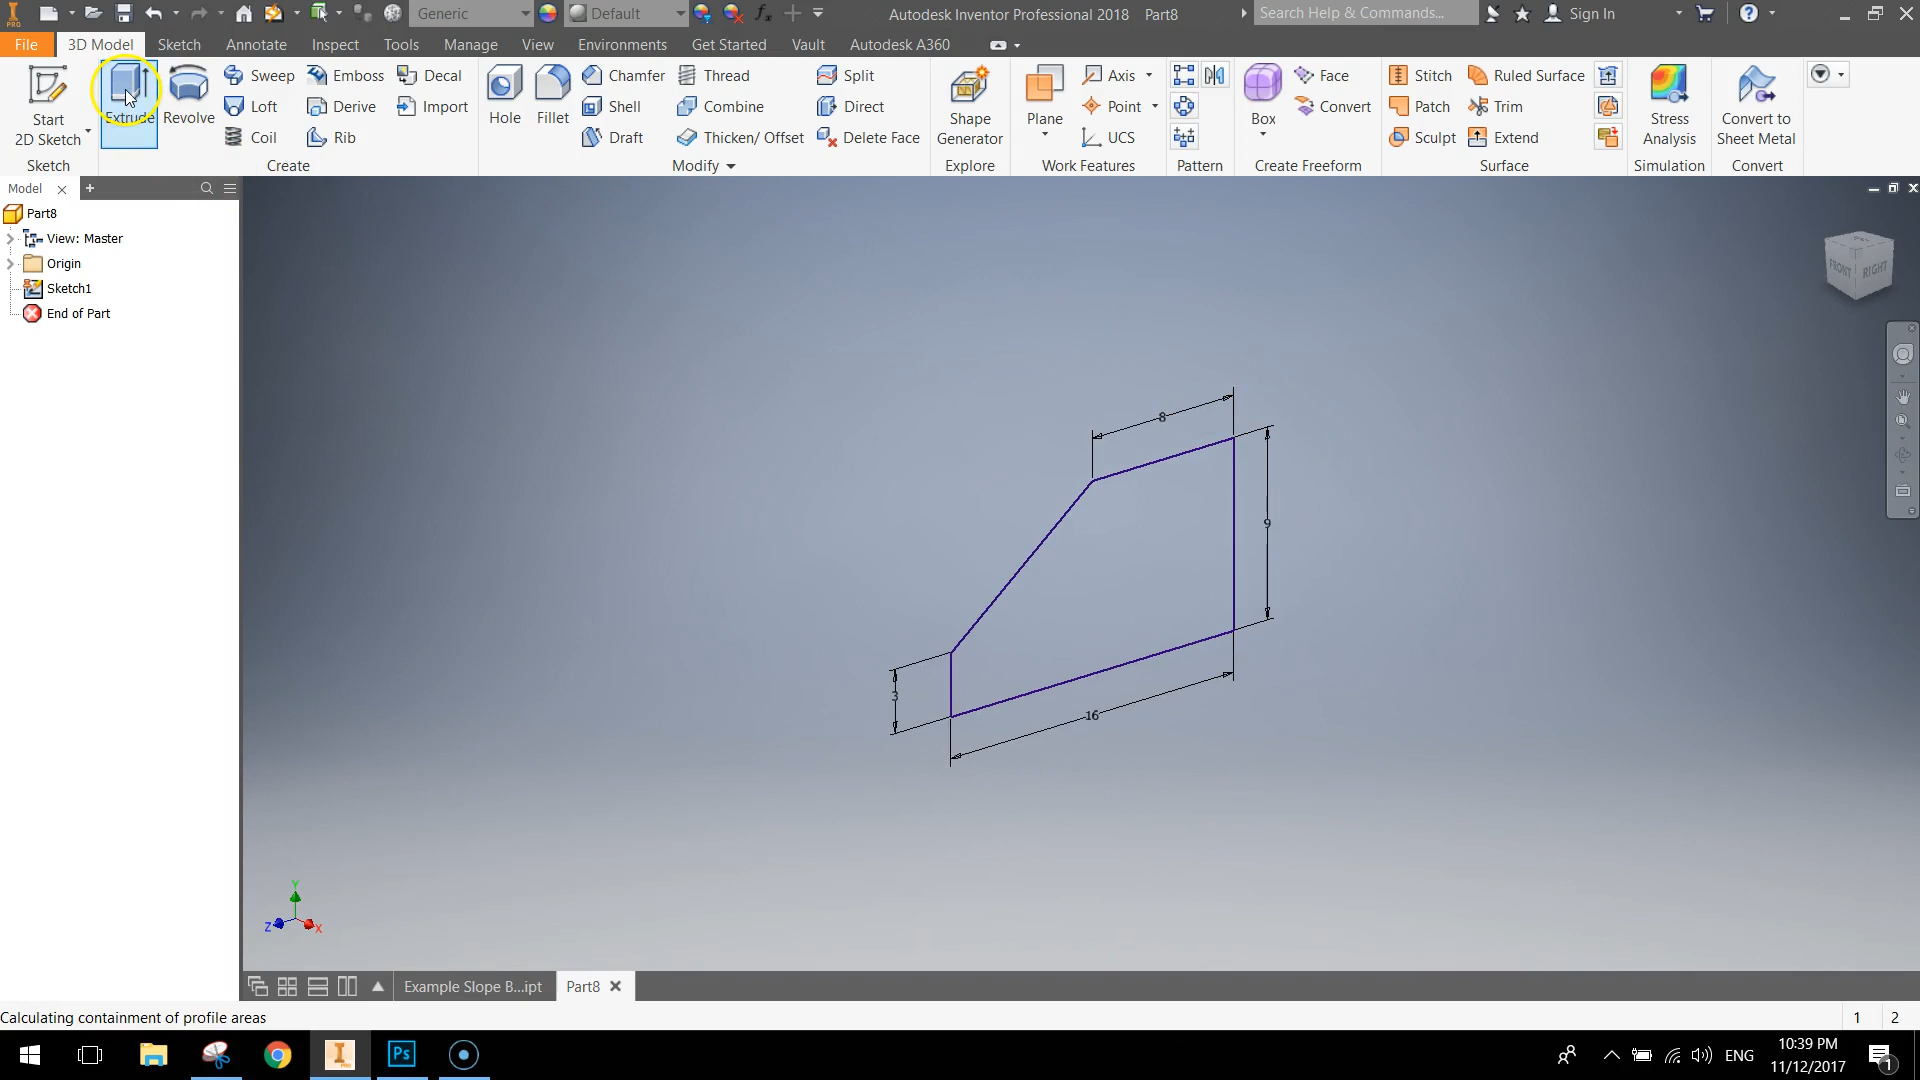 PRO
Generic
Default
Autodesk Inventor Professional 2018 Part8
Search Help & Commands...
Sign In
File
3D Model
Sketch
Annotate
Inspect
Tools
Manage
View
Environments
Get Started
Vault
Autodesk A360
Start
2D Sketch
Extrude
Revolve
Sweep
Loft
Coil
Emboss
Derive
Rib
Decal
Import
Hole
Fillet
Chamfer
Shell
Draft
Thread
Combine
Thicken/ Offset
Split
Direct
Delete Face
Shape
Generator
Plane
Axis
Point
UCS
Box
Face
Convert
Stitch
Patch
Sculpt
Ruled Surface
Trim
Extend
Stress
Analysis
Convert to
Sheet Metal
Sketch
Create
Modify
Explore
Work Features
Pattern
Create Freeform
Surface
Simulation
Convert
Model
Part8
View: Master
Origin
Sketch1
End of Part
FRONT
RIGHT
8
9
3
16
Y
Z
X
Example Slope B...ipt
Part8
Calculating containment of profile areas
1
2
Ps
ENG
10:39 PM
11/12/2017
1